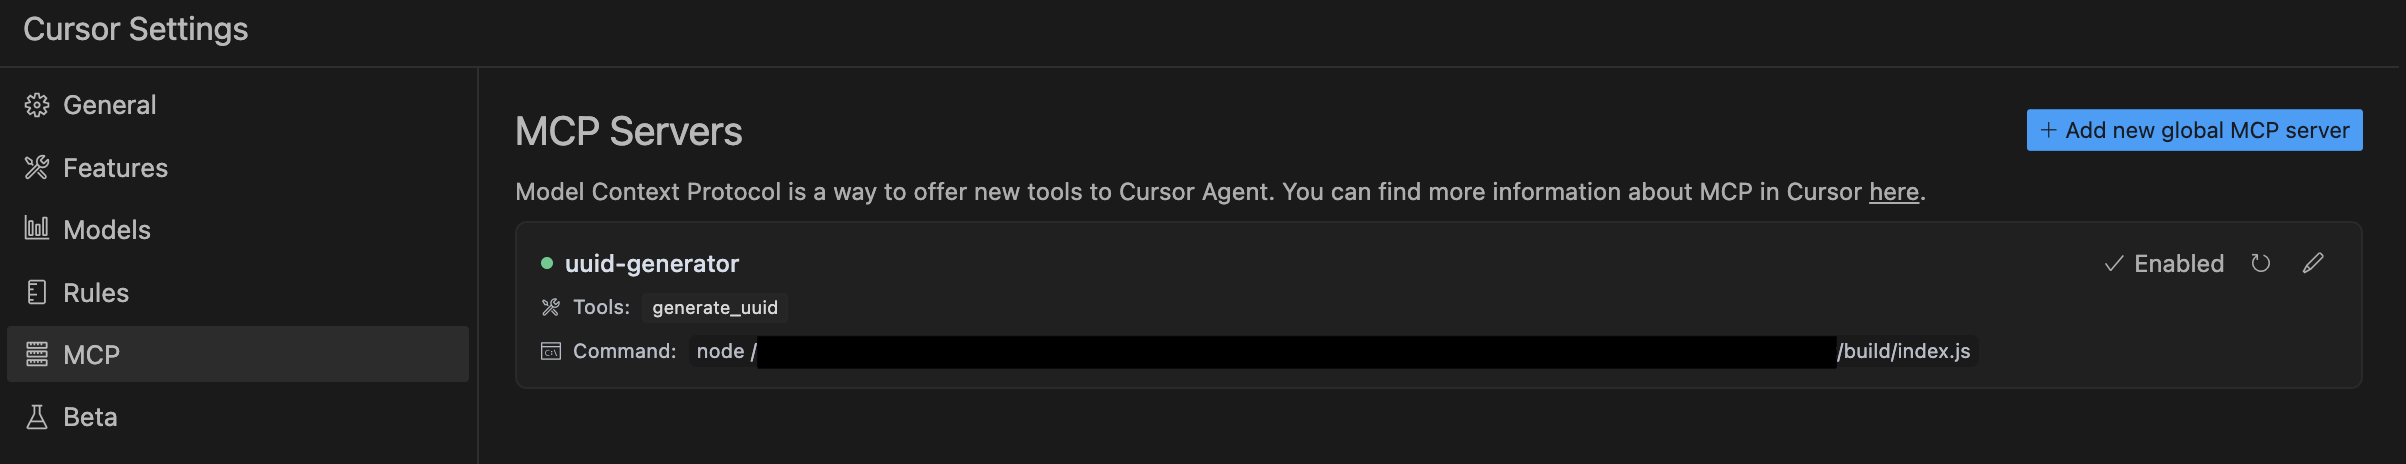 Cursor Settings
General
Features
Models
Rules
MCP
Beta
MCP Servers
+ Add new global MCP server
Model Context Protocol is a way to offer new tools to Cursor Agent. You can find more information about MCP in Cursor here.
uuid-generator
Enabled
Tools: generate_uuid
Command: node / /build/index.js